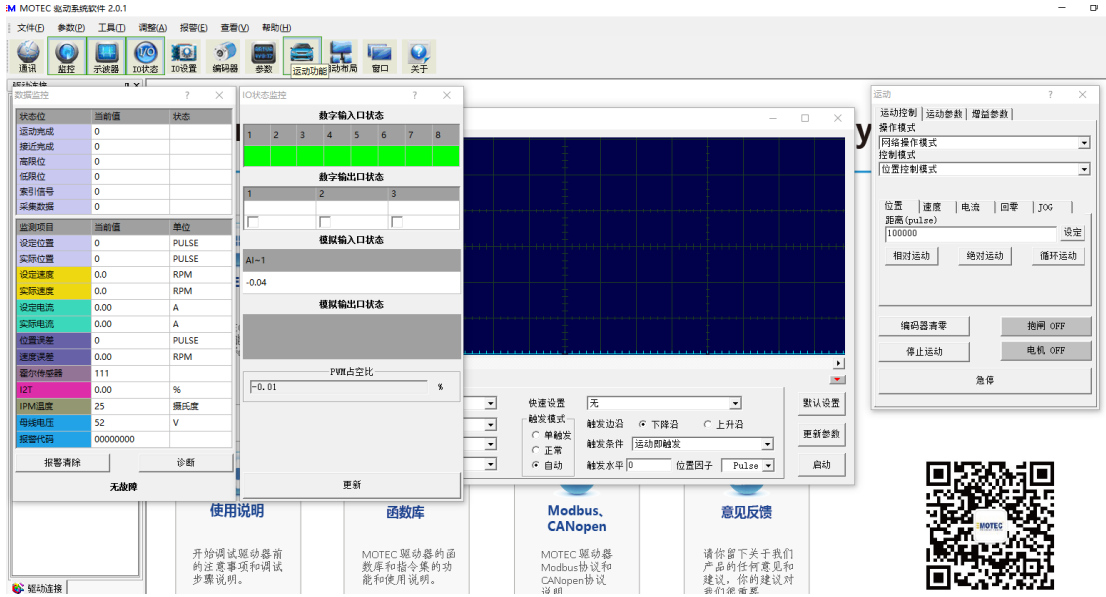 MOTEC 驱动系统软件 2.0.1
文件(F) 参数(P) 工具(T) 调整(A) 报警(E) 查看(V) 帮助(H)
通讯 监控 示波器 IO状态 IO设置 编码器 参数 运动功能 动布局 窗口 关于
驱动连接
数据监控 ? ×
状态位 当前值 状态
运动完成 0
接近完成 0
高限位 0
低限位 0
索引信号 0
采集数据 0
监测项目 当前值 单位
设定位置 0 PULSE
实际位置 0 PULSE
设定速度 0.0 RPM
实际速度 0.0 RPM
设定电流 0.00 A
实际电流 0.00 A
位置误差 0 PULSE
速度误差 0.00 RPM
霍尔传感器 111
I2T 0.00 %
IPM温度 25 摄氏度
母线电压 52 V
报警代码 00000000
报警清除 诊断
无故障
IO状态监控 ? ×
数字输入口状态
1 2 3 4 5 6 7 8
数字输出口状态
1 2 3
模拟输入口状态
AI~1
-0.04
模拟输出口状态
PWM占空比
-0.01 %
更新
快速设置 无 默认设置
触发模式 触发边沿 下降沿 上升沿
单触发
正常 触发条件 运动即触发 更新参数
自动 触发水平 0 位置因子 Pulse 启动
运动 ? ×
运动控制 运动参数 增益参数
操作模式
网络操作模式
控制模式
位置控制模式
位置 速度 电流 回零 JOG
距离(pulse)
100000 设定
相对运动 绝对运动 循环运动
编码器清零 抱闸 OFF
停止运动 电机 OFF
急停
y
使用说明
开始调试驱动器前
的注意事项和调试
步骤说明。
函数库
MOTEC 驱动器的函
数库和指令集的功
能和使用说明。
Modbus、
CANopen
MOTEC 驱动器
Modbus协议和
CANopen协议
说明
意见反馈
请你留下关于我们
产品的任何意见和
建议，你的建议对
我们很重要
MOTEC
驱动连接